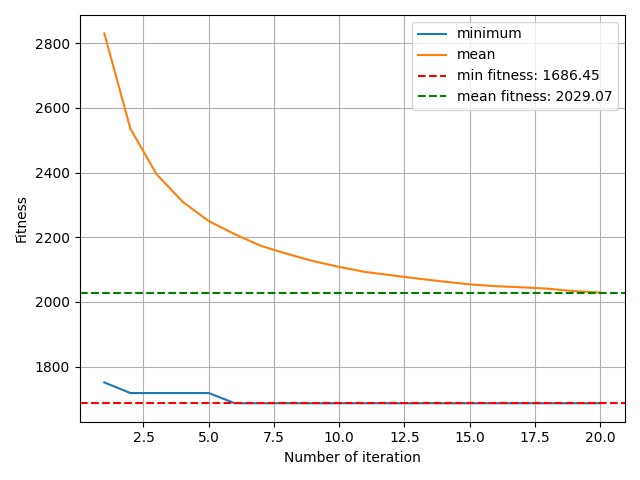 2800
2600
2400
2200
2000
1800
Fitness
minimum
mean
min fitness: 1686.45
mean fitness: 2029.07
2.5 5.0 7.5 10.0 12.5 15.0 17.5 20.0
Number of iteration